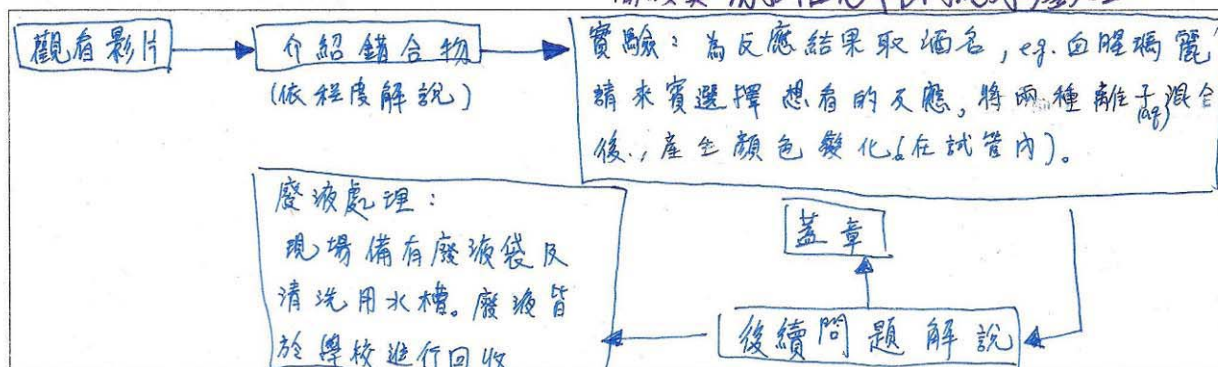 觀看影片
介紹錯合物
(依程度解說)
實驗：為反應結果取酒名，eg. 血腥瑪麗
請來賓選擇想看的反應，將兩種離子(aq)混合
後，產生顏色變化(在試管內)。
蓋章
後續問題解說
廢液處理：
現場備有廢液袋及
清洗用水槽。廢液皆
於學校進行回收